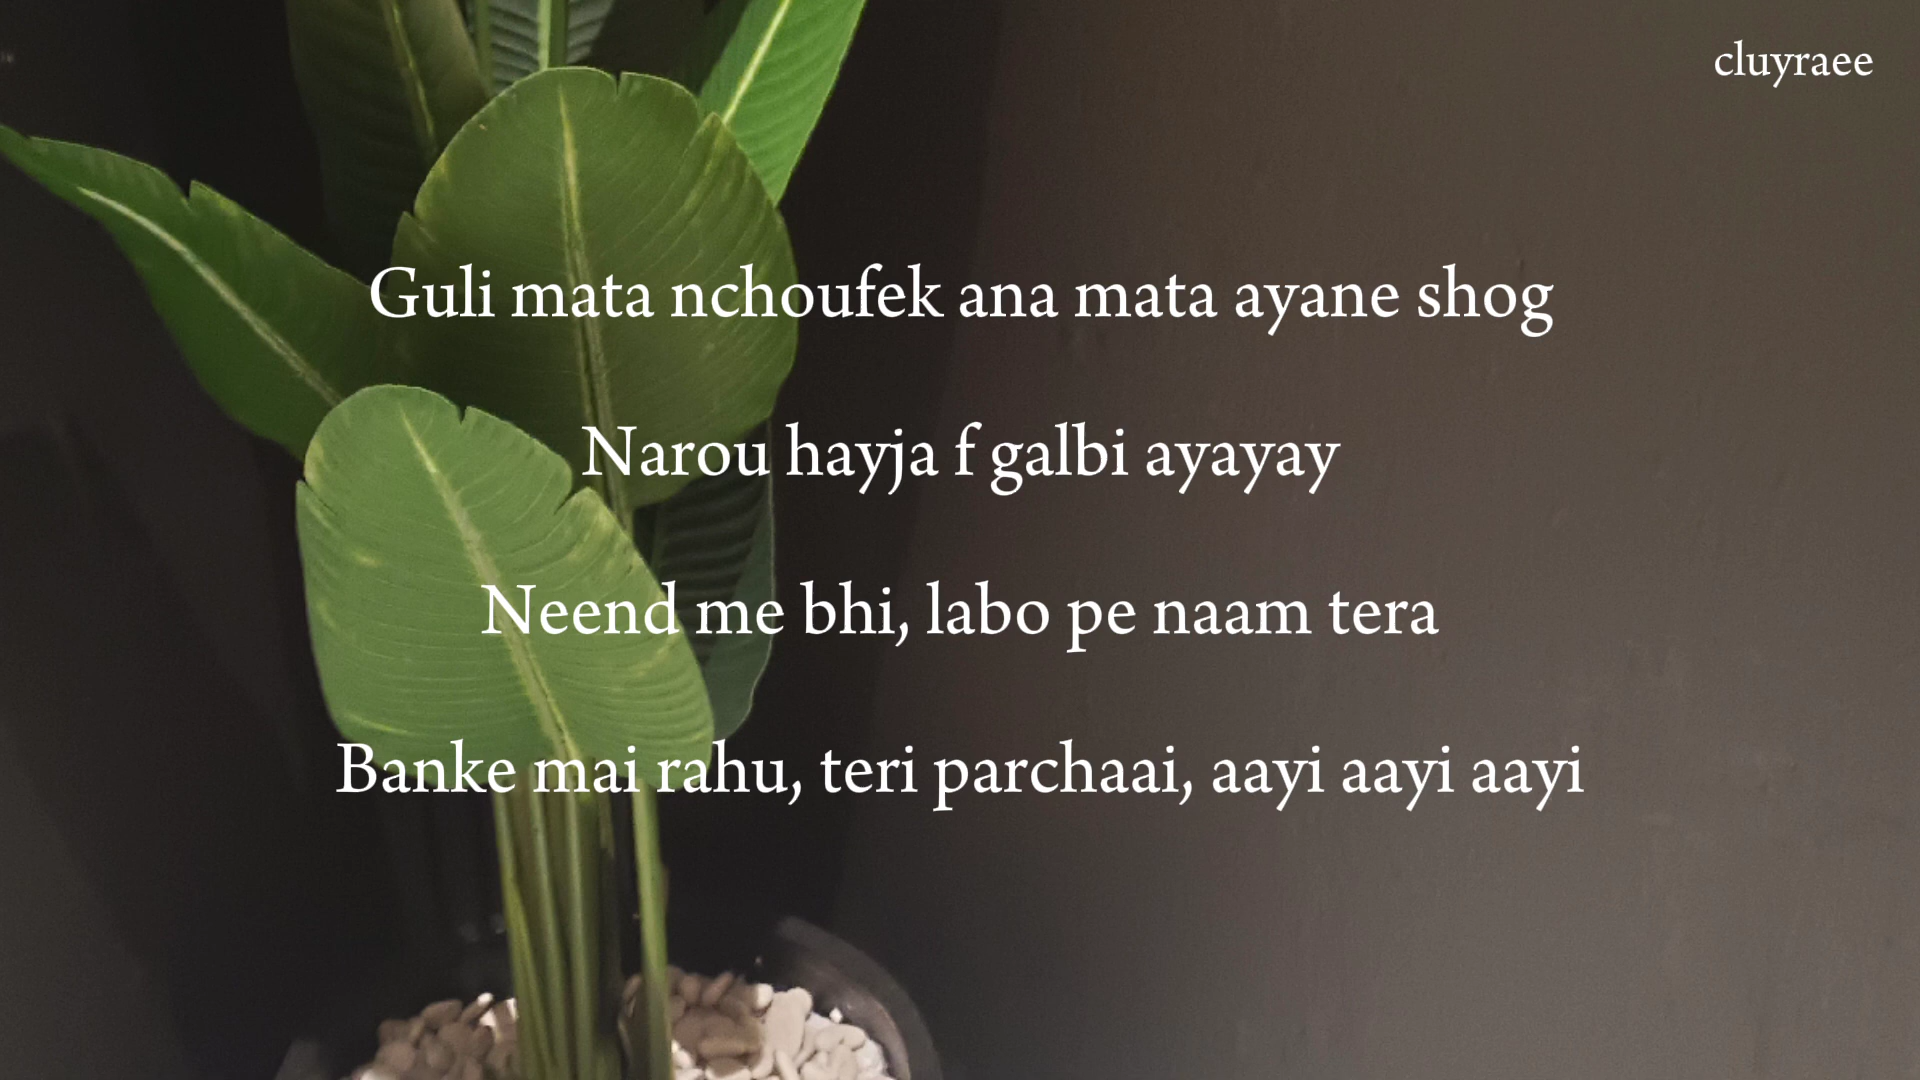 cluyraee
Guli mata nchoufek ana mata ayane shog
Narou hayja f galbi ayayay
Neend me bhi, labo pe naam tera
Banke mai rahu, teri parchaai, aayi aayi aayi